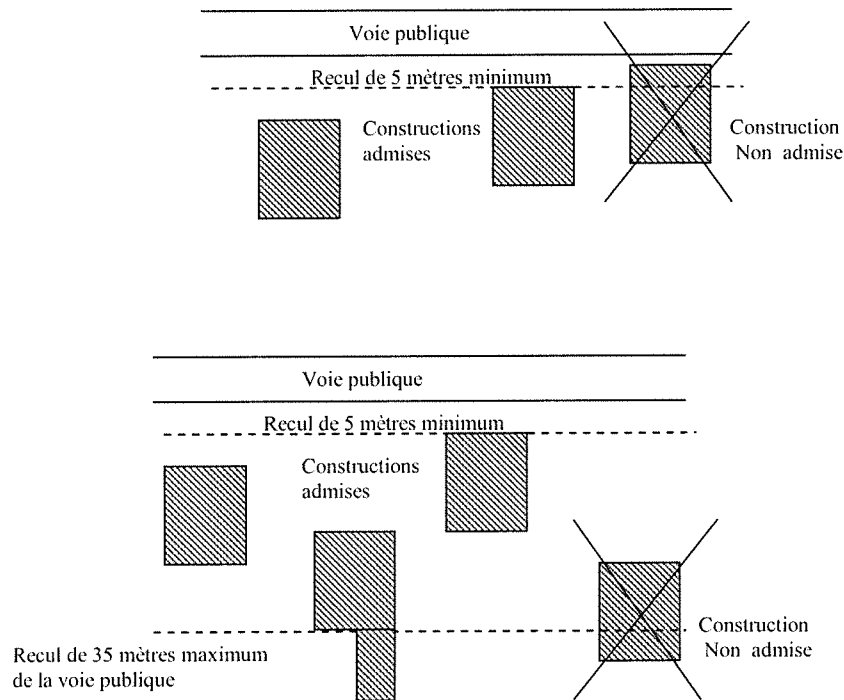 Voie publique
Recul de 5 mètres minimum
Constructions
admises
Construction
Non admise
Voie publique
Recul de 5 mètres minimum
Constructions
admises
Construction
Non admise
Recul de 35 mètres maximum
de la voie publique